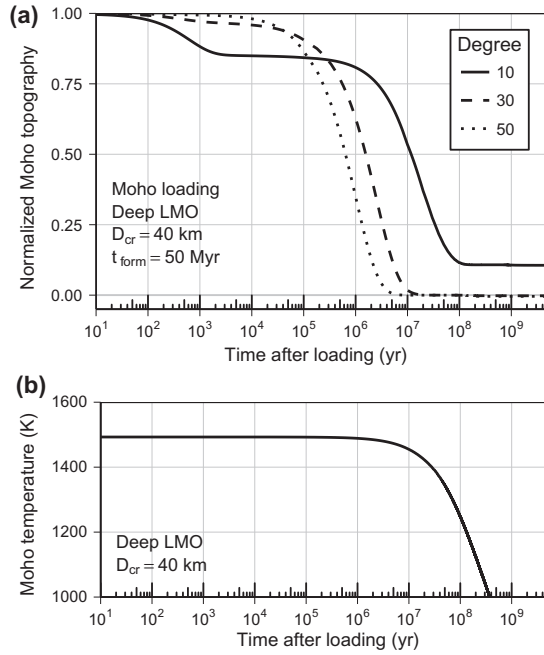 (a)
Normalized Moho topography
1.00
0.75
0.50
0.25
0.00
Degree
10
30
50
Moho loading
Deep LMO
D_cr = 40 km
t_form = 50 Myr
10^1 10^2 10^3 10^4 10^5 10^6 10^7 10^8 10^9
Time after loading (yr)
(b)
Moho temperature (K)
1600
1400
1200
1000
Deep LMO
D_cr = 40 km
10^1 10^2 10^3 10^4 10^5 10^6 10^7 10^8 10^9
Time after loading (yr)